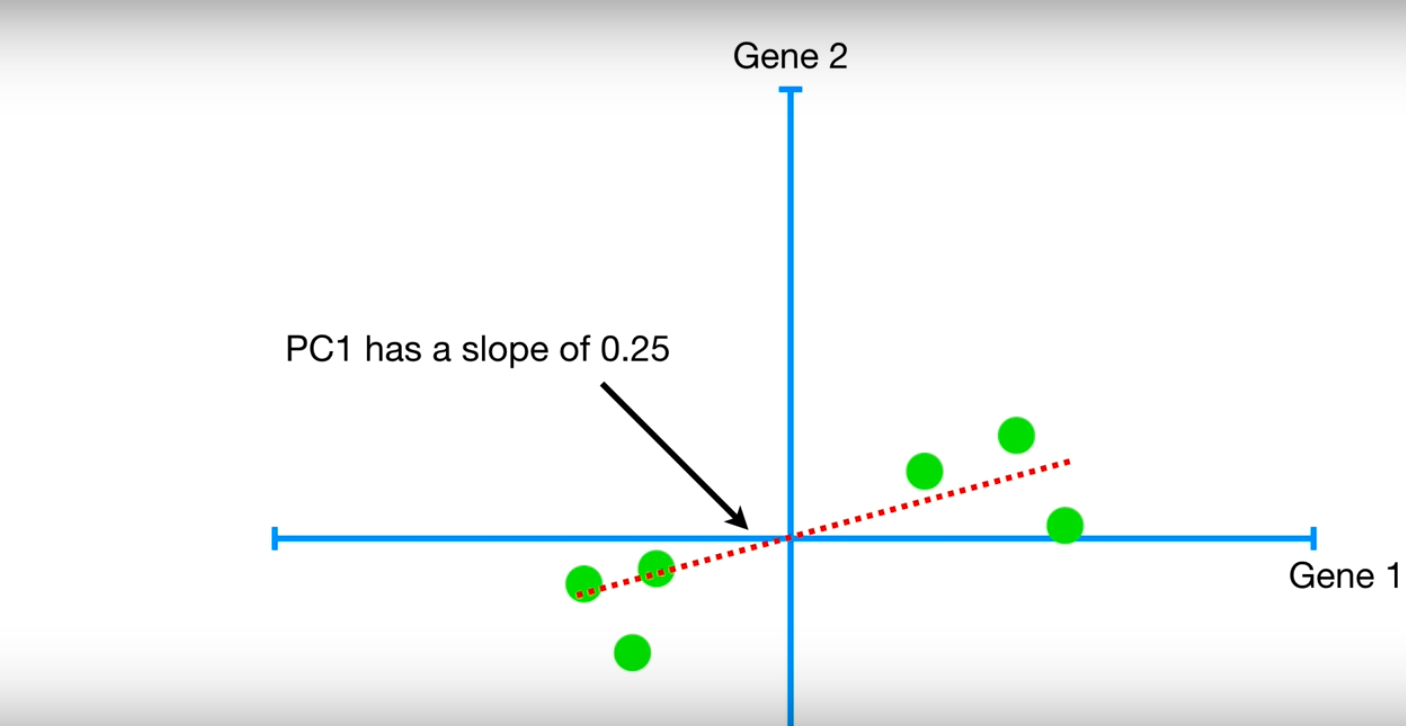 Gene 2
PC1 has a slope of 0.25
Gene 1